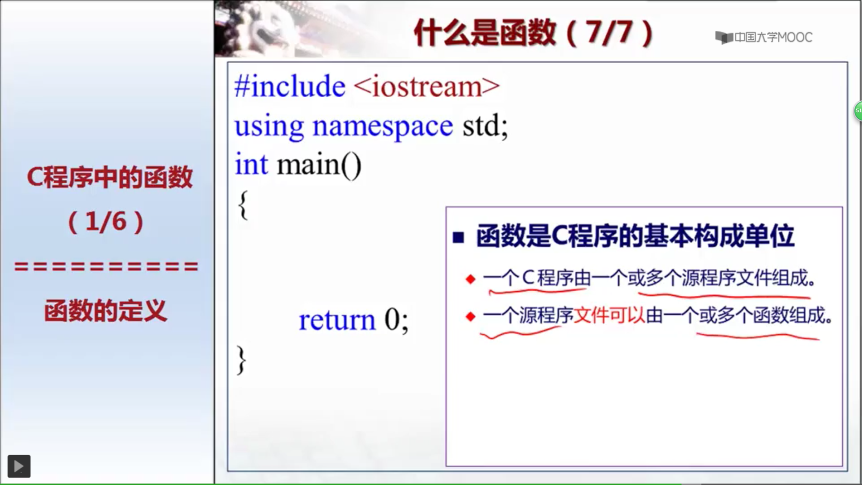 什么是函数（7/7）
中国大学MOOC
C程序中的函数
（1/6）
==========
函数的定义
#include <iostream>
using namespace std;
int main()
{
return 0;
}
■ 函数是C程序的基本构成单位
◆ 一个C程序由一个或多个源程序文件组成。
◆ 一个源程序文件可以由一个或多个函数组成。